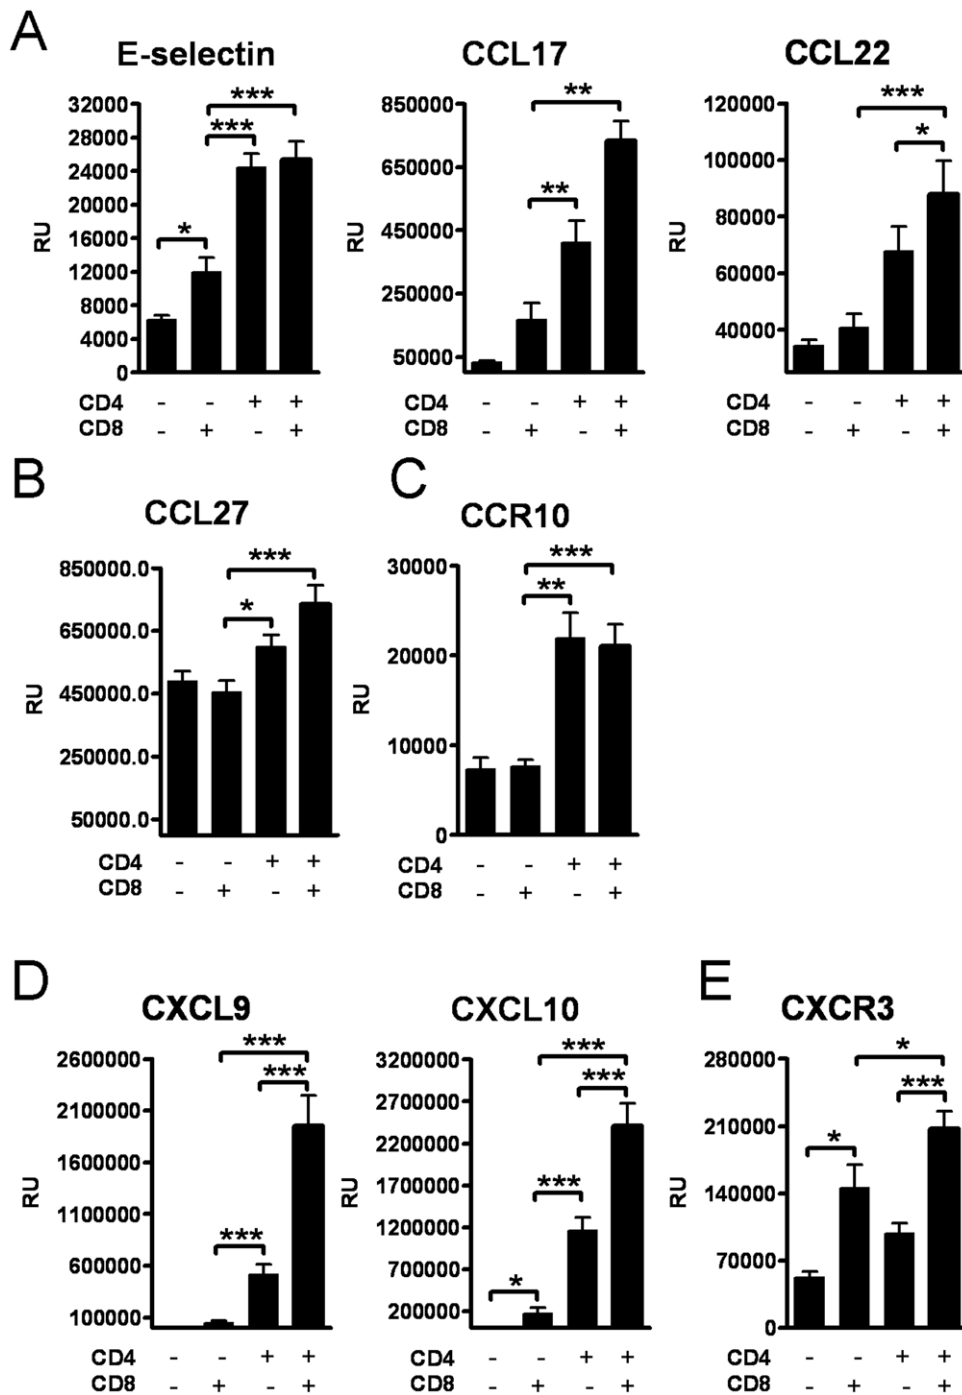 A
E-selectin CCL17 CCL22
*** ** ***
32000 850000 120000
28000 ***
*
24000 650000 100000
20000 **
RU 16000 * RU 450000 RU 80000
12000
8000 250000 60000
4000 40000
0 50000
CD4 - - + + - - + + CD4 - - + +
CD8 - + - + - + - + CD8 - + - +
B C
CCL27 CCR10
*** ***
850000.0 30000
* **
650000.0
RU 450000.0 RU 20000
250000.0 10000
50000.0 0
CD4 - - + + CD4 - - + +
CD8 - + - + CD8 - + - +
D E
CXCL9 CXCL10 CXCR3
*** *** *
2600000 3200000 280000
*** *** ***
2100000 2700000 210000
1600000 2200000 *
RU 1100000 RU 1700000 *** RU 140000
*** 1200000
600000 700000 70000
100000 * 200000 0
CD4 - - + + - - + + CD4 - - + +
CD8 - + - + - + - + CD8 - + - +